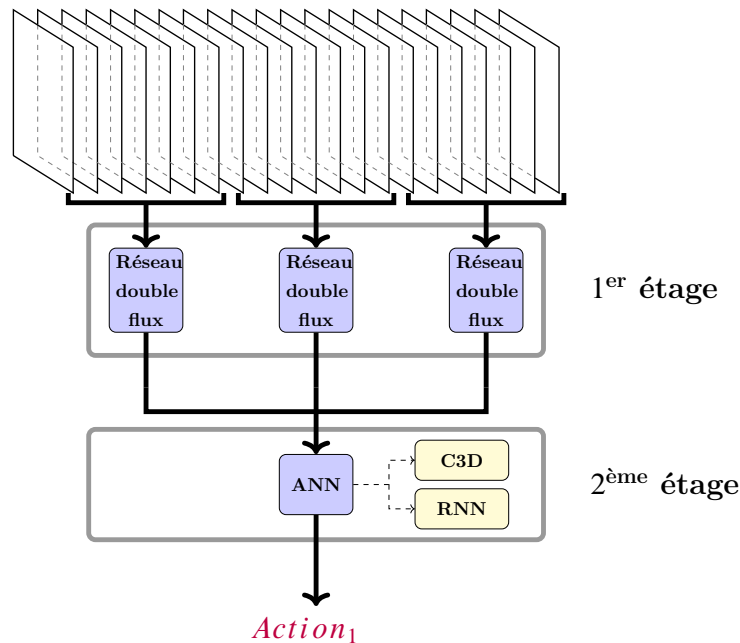 Réseau Réseau Réseau
double double double
flux flux flux
1er étage
C3D
ANN
RNN
2ème étage
Action1